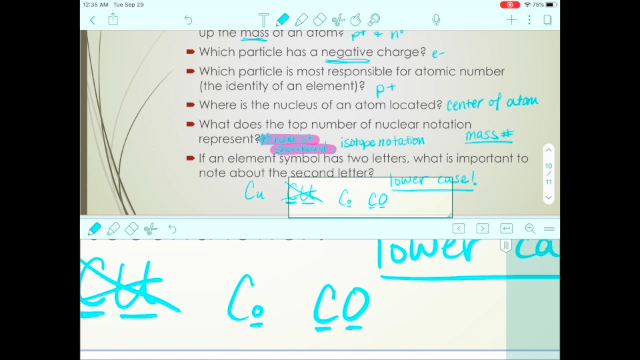 12:35 AM Tue Sep 29
75%
up the mass of an atom? p+ & n°
Which particle has a negative charge? e-
Which particle is most responsible for atomic number
(the identity of an element)? p+
Where is the nucleus of an atom located? center of atom
What does the top number of nuclear notation
represent? isotope notation mass #
If an element symbol has two letters, what is important to
note about the second letter? lower case!
Cu CU Co CO
10
11
lower ca
CU Co CO